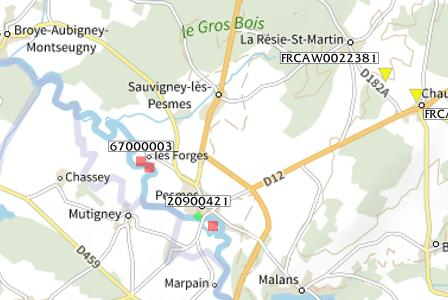 le Gros Bois
Broye-Aubigney-
Montseugny
La Résie-St-Martin
FRCAW0022381
D182A
Sauvigney-lès-
Pesmes
Chau
FRCA
67000003
les Forges
Chassey
D12
Pesmes
20900421
Mutigney
D459
B
Marpain
Malans